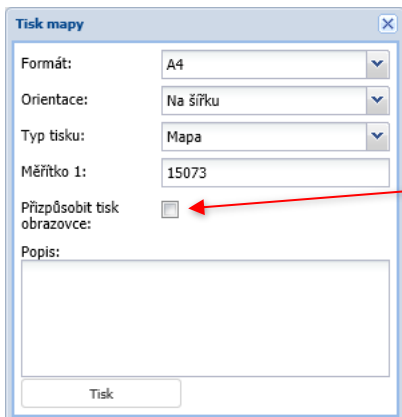 Tisk mapy
Formát: A4
Orientace: Na šířku
Typ tisku: Mapa
Měřítko 1: 15073
Přizpůsobit tisk
obrazovce:
Popis:
Tisk